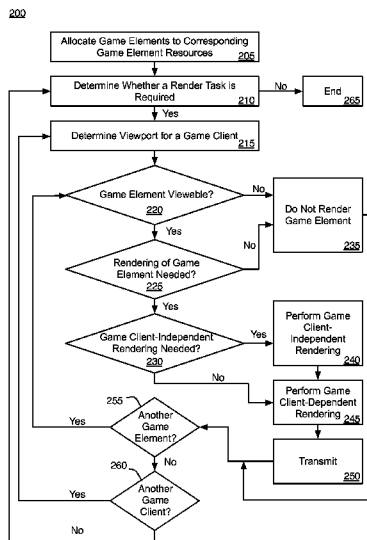 200
Allocate Game Elements to Corresponding
Game Element Resources
205
Determine Whether a Render Task is
Required
210
No
End
265
Yes
Determine Viewport for a Game Client
215
Game Element Viewable?
220
No
Do Not Render
Game Element
235
Yes
Rendering of Game
Element Needed?
225
No
Yes
Game Client-Independent
Rendering Needed?
230
Yes
Perform Game
Client-Independent
Rendering
240
No
Perform Game
Client-Dependent
Rendering
245
255
Another
Game
Element?
Yes
Transmit
250
No
260
Another
Game
Client?
Yes
No